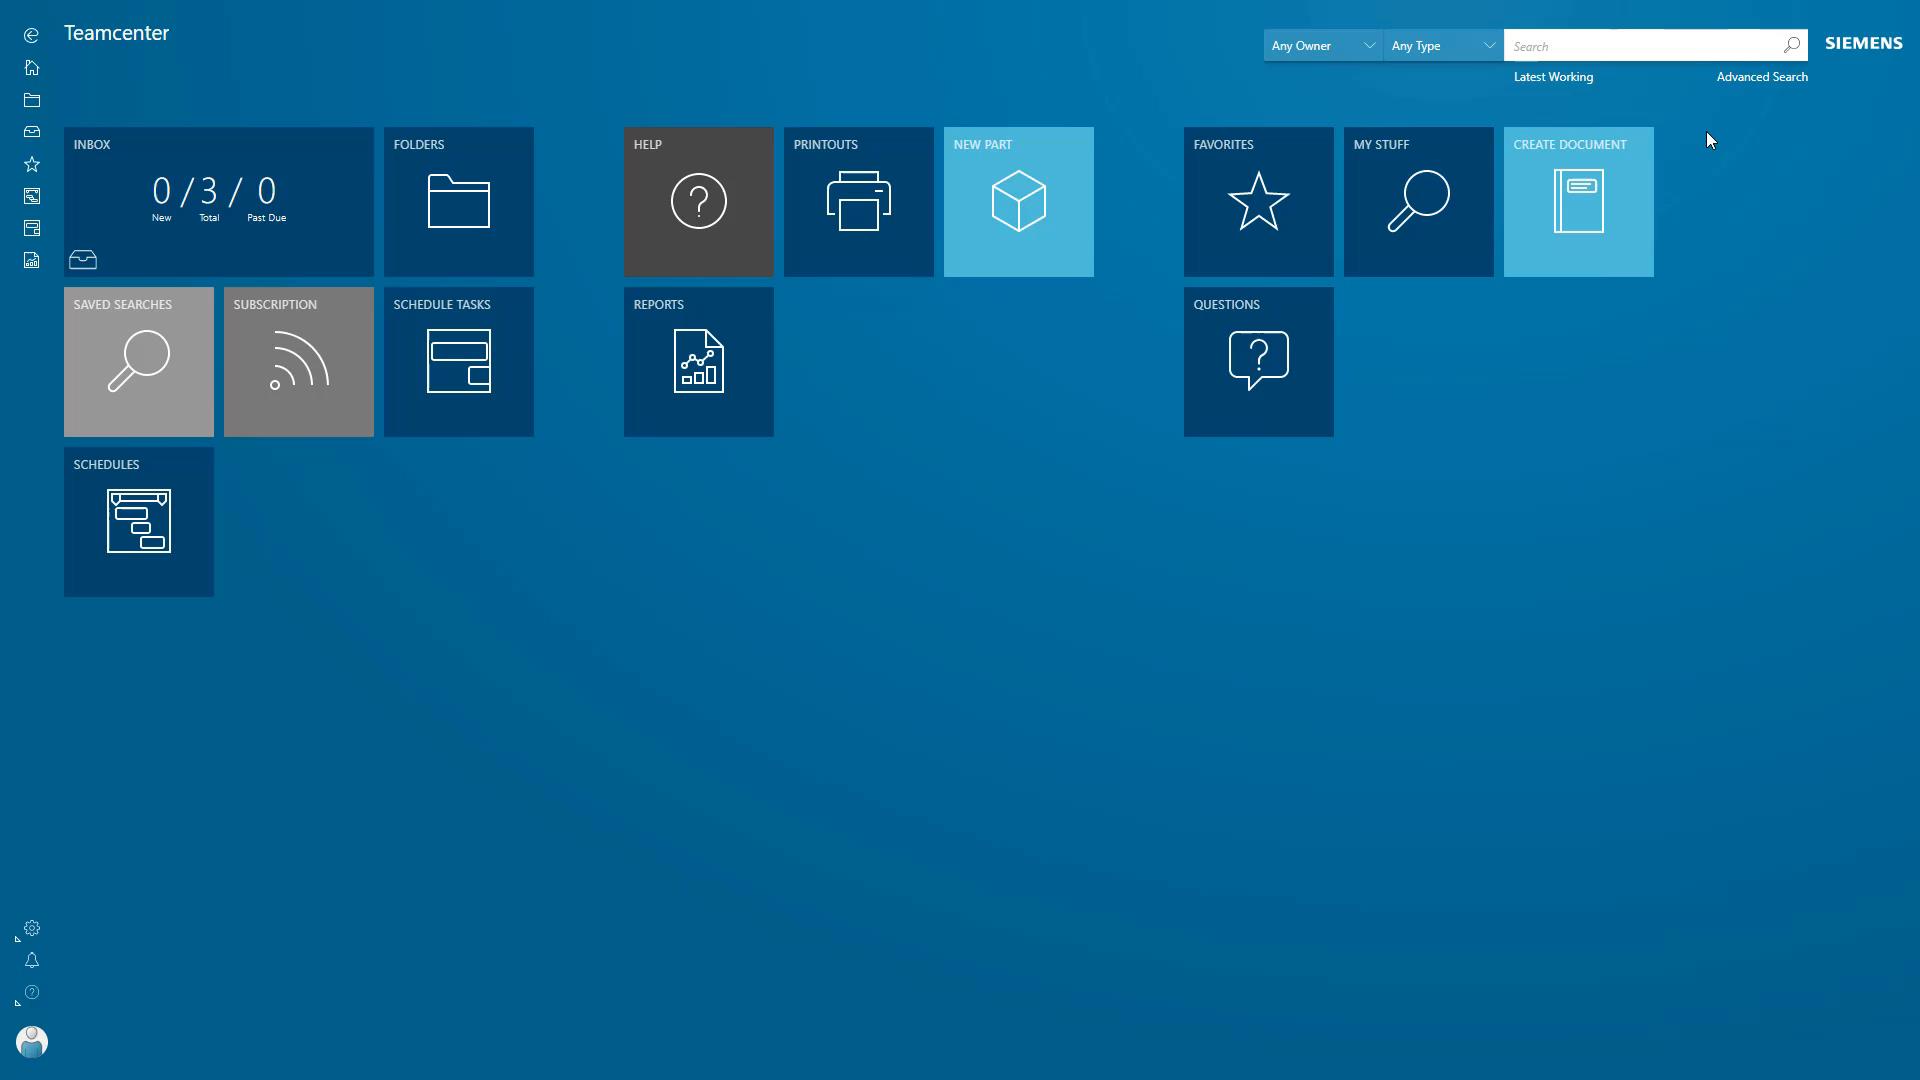 Teamcenter
Any Owner
Any Type
Search
SIEMENS
Latest Working
Advanced Search
INBOX
0 / 3 / 0
New Total Past Due
FOLDERS
HELP
PRINTOUTS
NEW PART
FAVORITES
MY STUFF
CREATE DOCUMENT
SAVED SEARCHES
SUBSCRIPTION
SCHEDULE TASKS
REPORTS
QUESTIONS
SCHEDULES